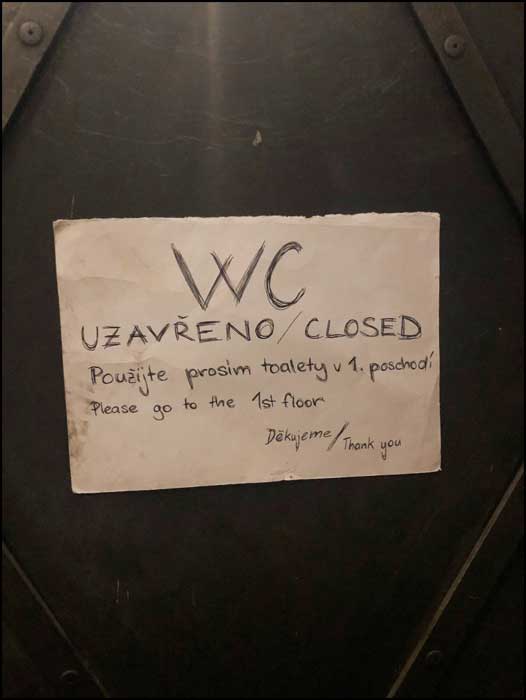 WC
UZAVŘENO/CLOSED
Použijte prosím toalety v 1. poschodí
Please go to the 1st floor
Děkujeme/Thank you